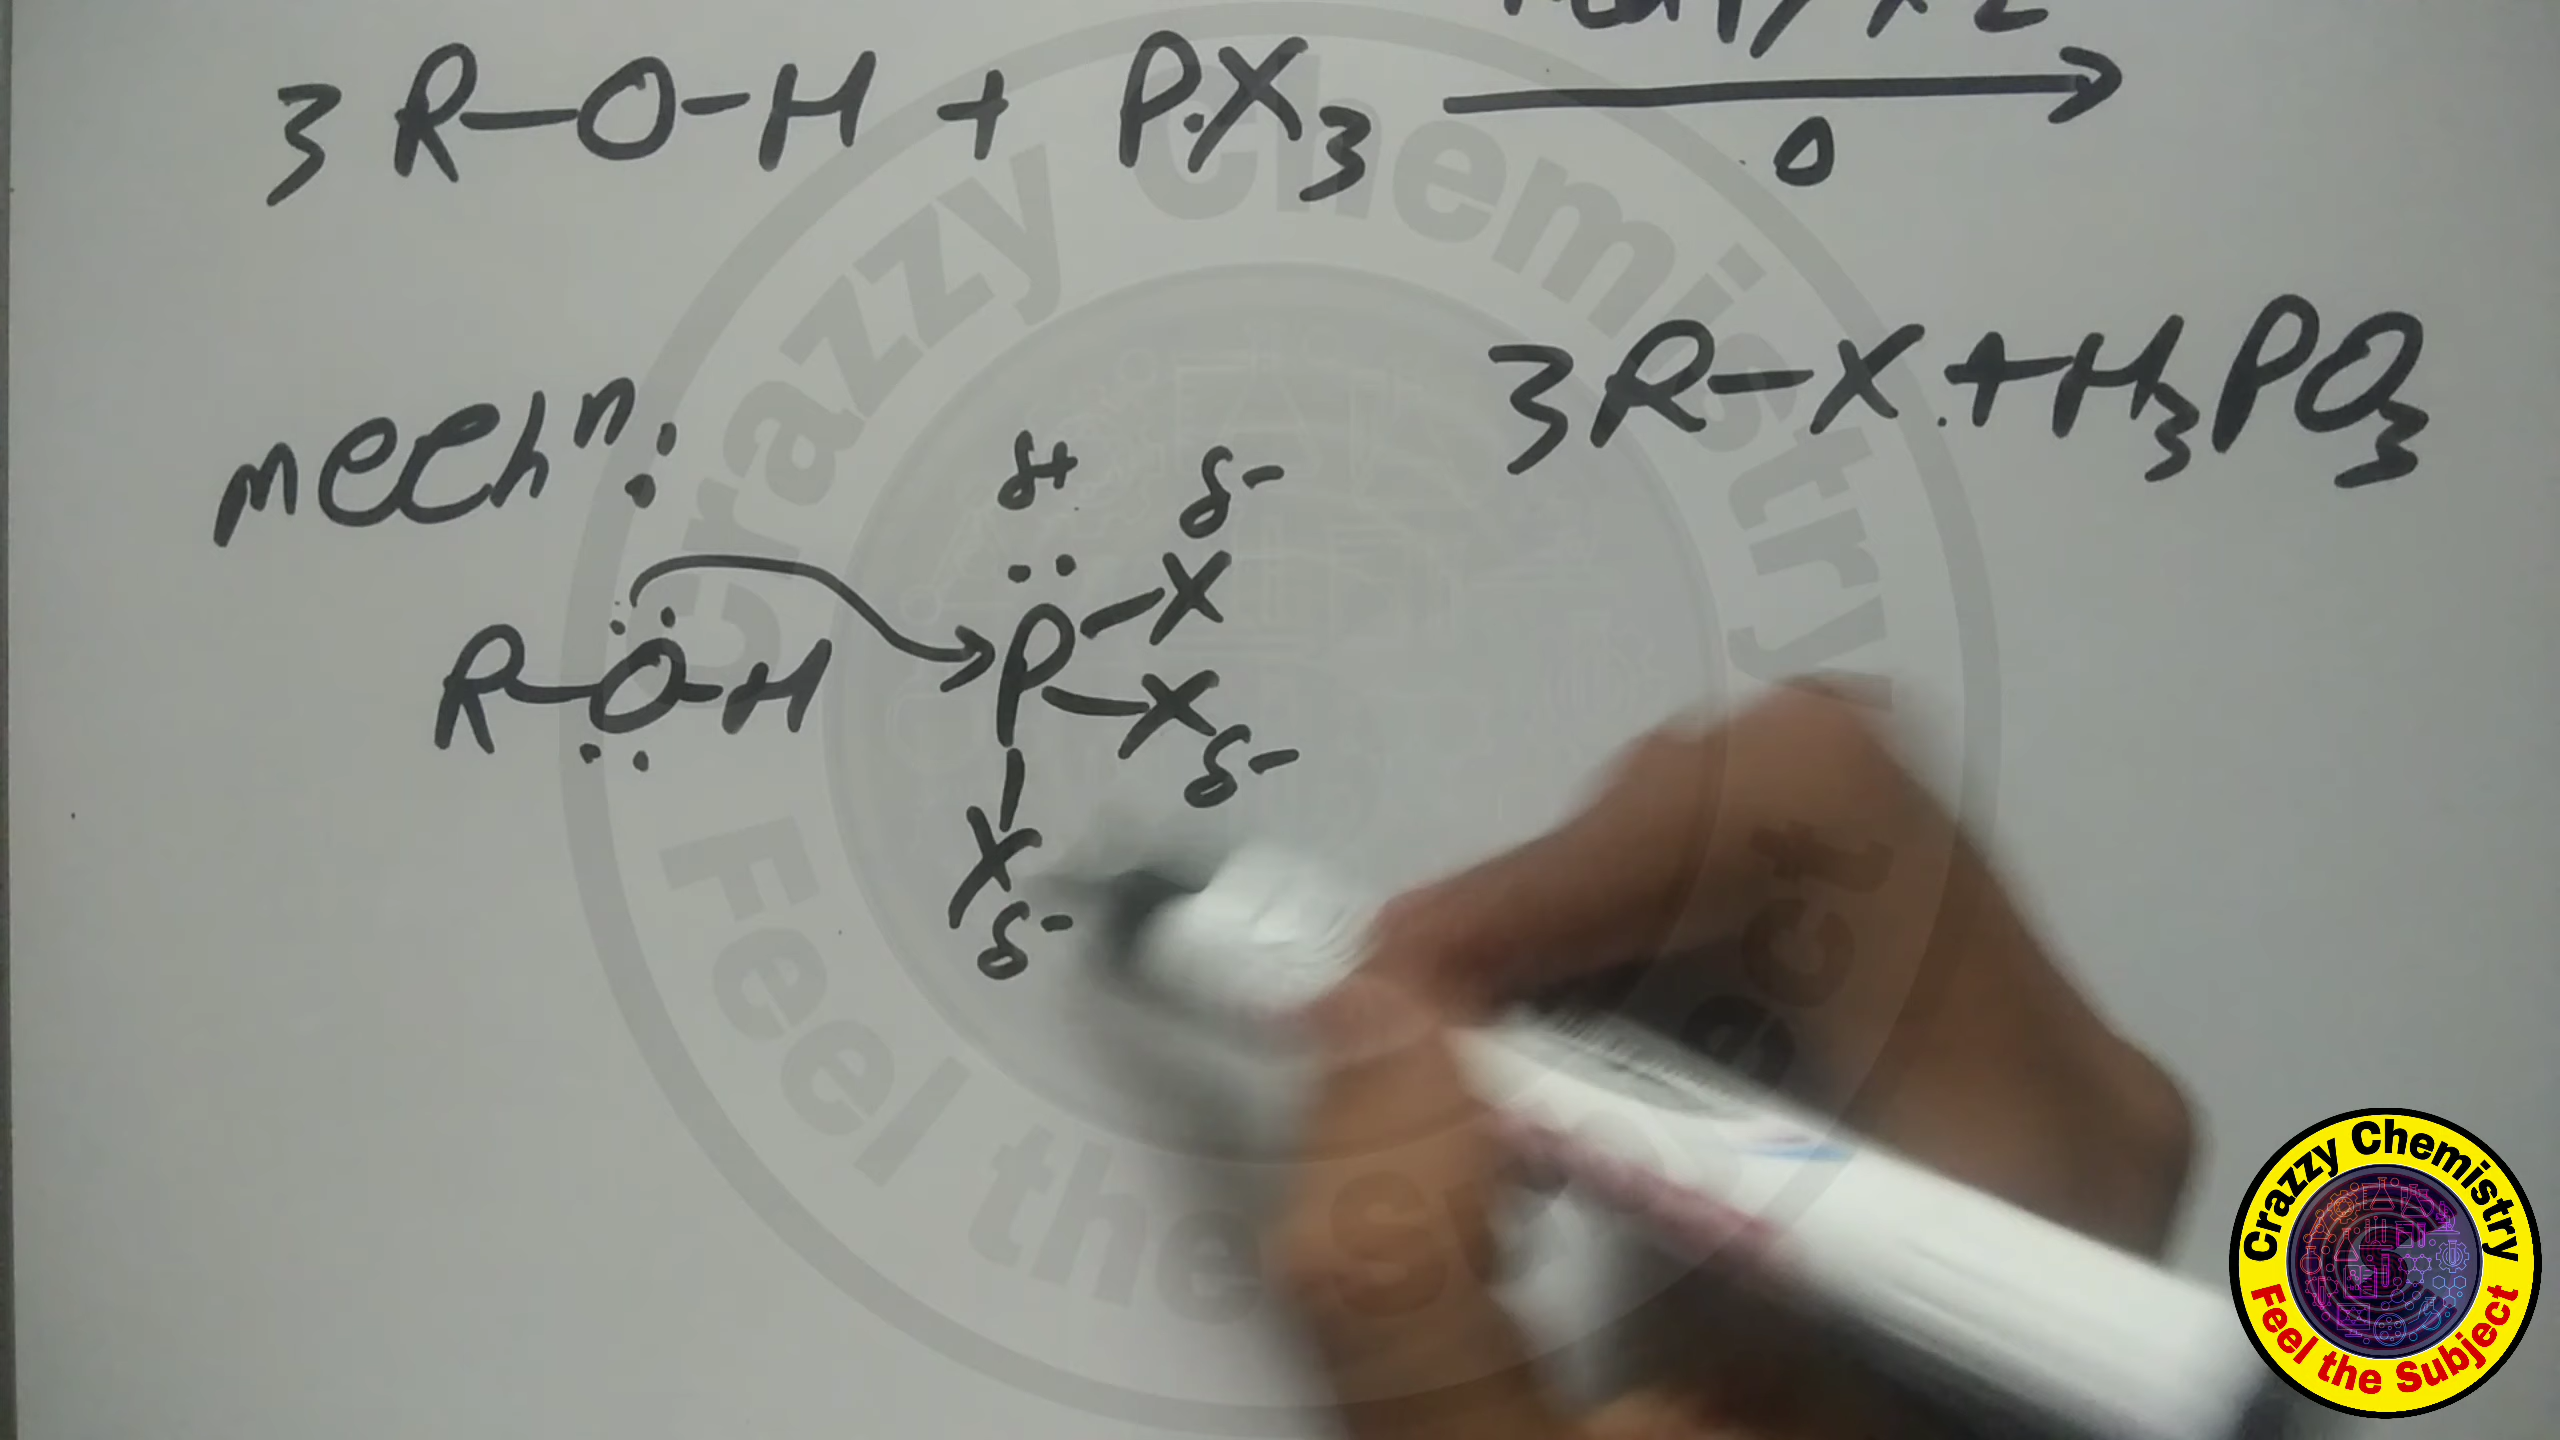 3 R-O-H + PX3 →
Δ
3R-X + H3PO3
mechn:
δ+ δ-
R-O-H P-X
-X
δ-
X
δ-
Crazzy Chemistry
Feel the Subject
Crazzy Chemistry
Feel the Subject